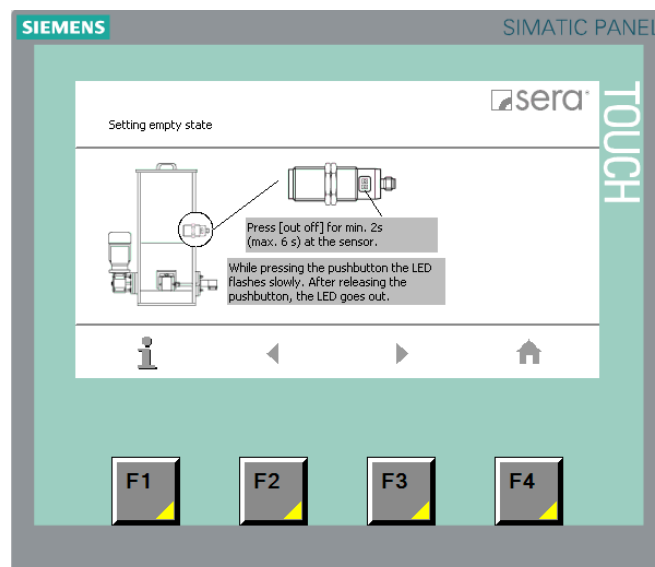 SIEMENS
SIMATIC PANEL
TOUCH
sera
Setting empty state
Press [out off] for min. 2s
(max. 6 s) at the sensor.
While pressing the pushbutton the LED
flashes slowly. After releasing the
pushbutton, the LED goes out.
F1
F2
F3
F4